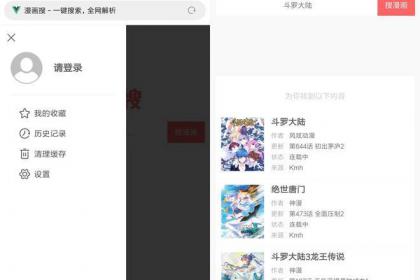 漫画搜 - 一键搜索，全网解析
请登录
我的收藏
历史记录
清理缓存
设置
搜
搜漫画
斗罗大陆
搜漫画
为你找到以下内容
斗罗大陆
作者 风炫动漫
更新 第644话 初出茅庐2
状态 连载中
来源 Kmh
绝世唐门
作者 神漫
更新 第473话 全面压制2
状态 连载中
来源 Kmh
斗罗大陆3龙王传说
作者 神漫